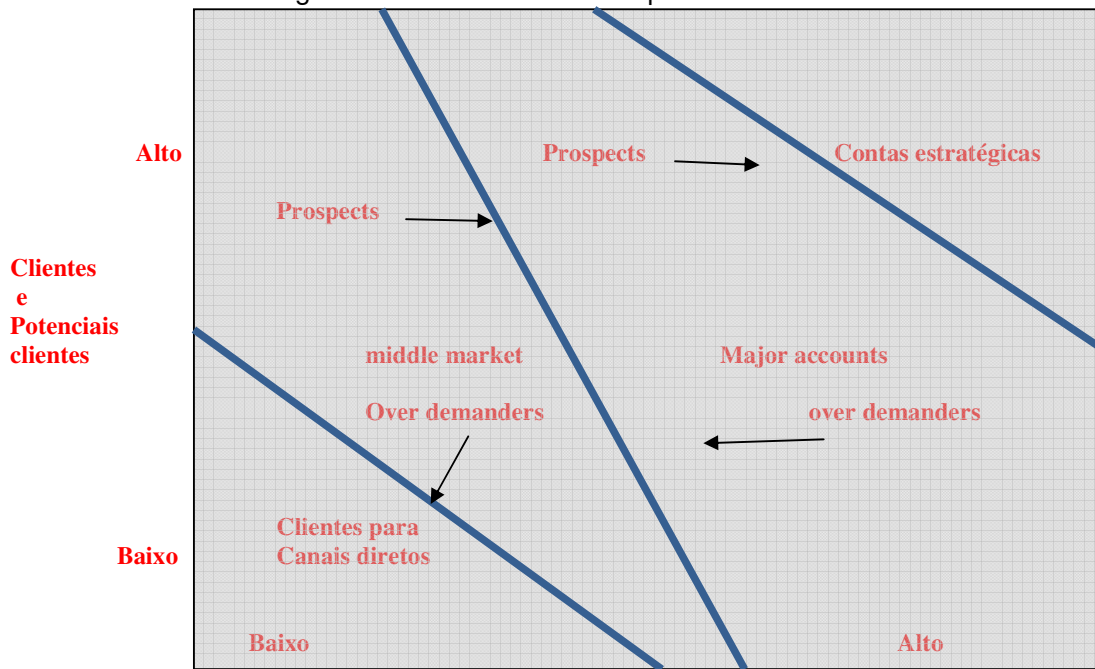 Alto
Prospects
Contas estratégicas
Prospects
Clientes
e
Potenciais
clientes
middle market
Major accounts
Over demanders
over demanders
Clientes para
Canais diretos
Baixo
Baixo
Alto